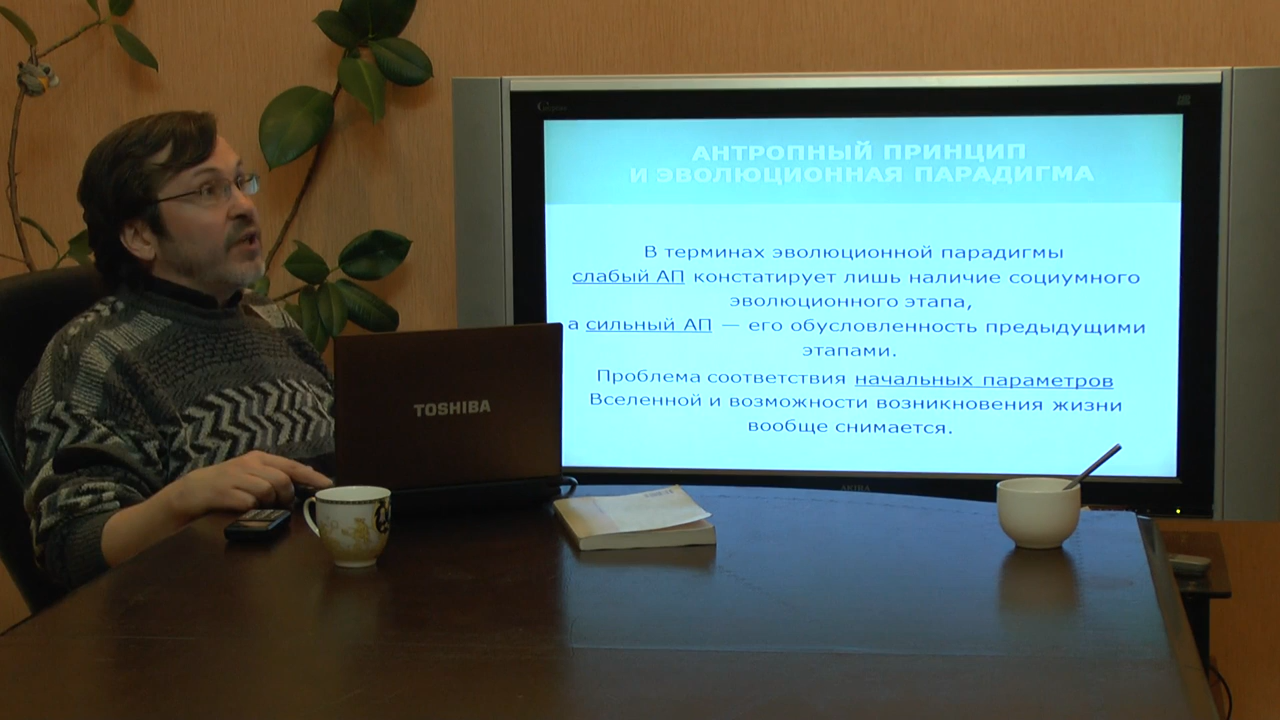 АНТРОПНЫЙ ПРИНЦИП
И ЭВОЛЮЦИОННАЯ ПАРАДИГМА
В терминах эволюционной парадигмы
слабый АП констатирует лишь наличие социумного
эволюционного этапа,
а сильный АП — его обусловленность предыдущими
этапами.
Проблема соответствия начальных параметров
Вселенной и возможности возникновения жизни
вообще снимается.
TOSHIBA
AKIRA